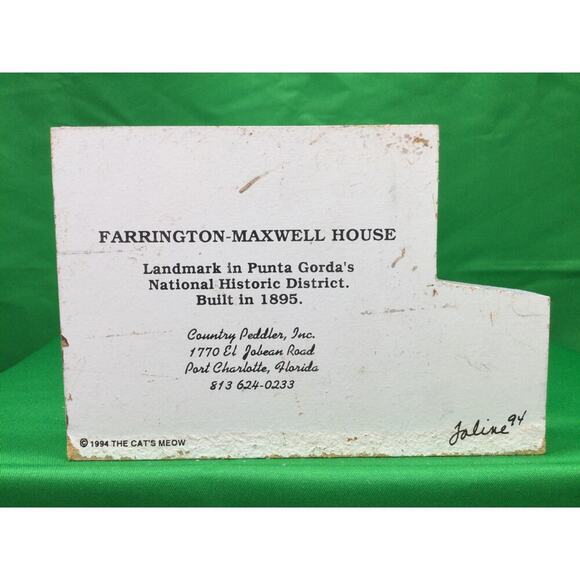 FARRINGTON-MAXWELL HOUSE
Landmark in Punta Gorda's
National Historic District.
Built in 1895.
Country Peddler, Inc.
1770 El Jobean Road
Port Charlotte, Florida
813 624-0233
© 1994 THE CAT'S MEOW
Faline 94